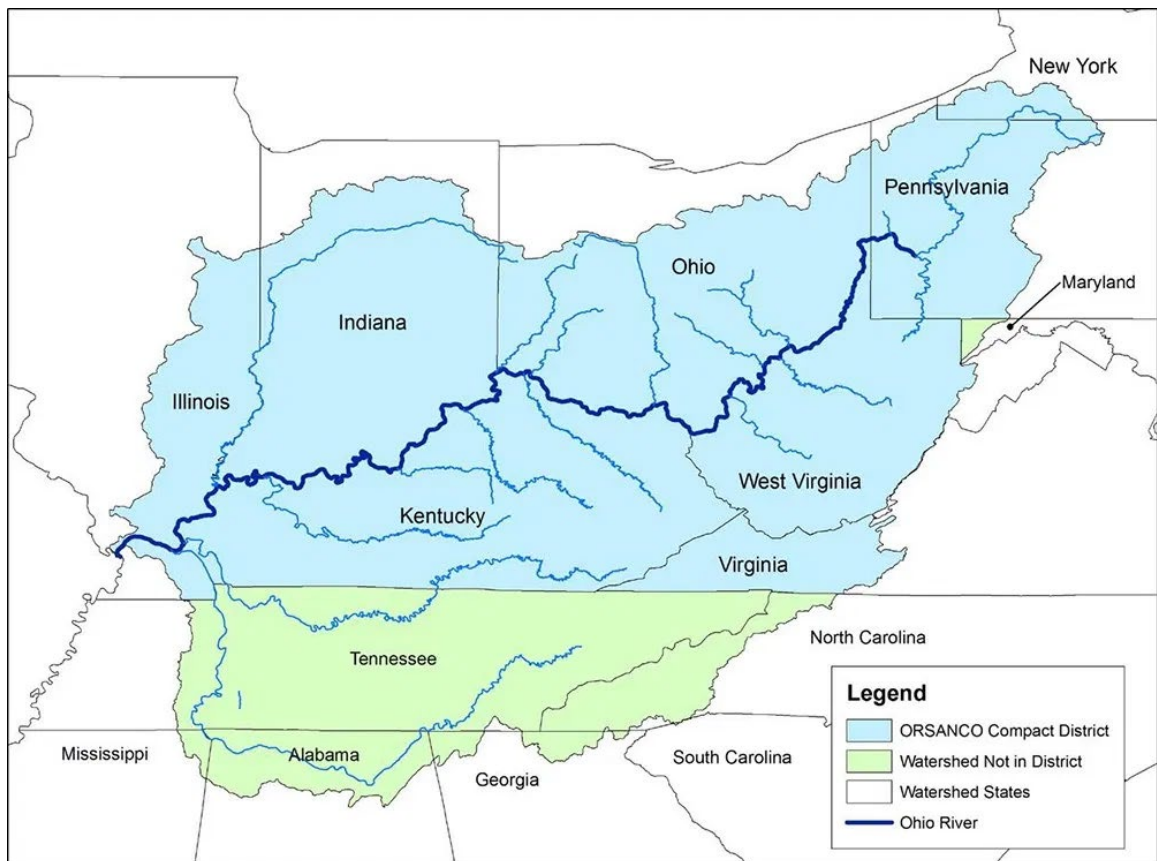 New York
Pennsylvania
Ohio
Maryland
Indiana
Illinois
West Virginia
Kentucky
Virginia
North Carolina
Tennessee
Mississippi
Alabama
Georgia
South Carolina
Legend
ORSANCO Compact District
Watershed Not in District
Watershed States
Ohio River